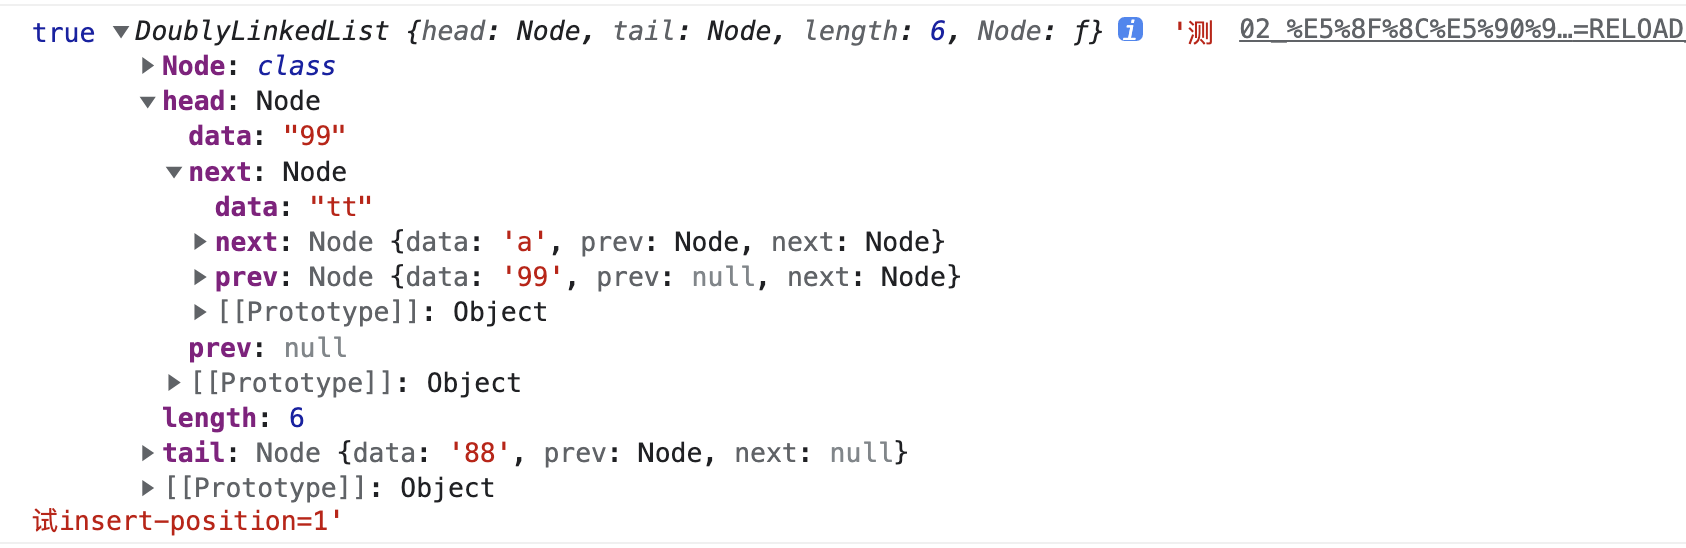 true ▼DoublyLinkedList {head: Node, tail: Node, length: 6, Node: ƒ} i '测 02_%E5%8F%8C%E5%90%9…=RELOAD_
▶Node: class
▼head: Node
data: "99"
▼next: Node
data: "tt"
▶next: Node {data: 'a', prev: Node, next: Node}
▶prev: Node {data: '99', prev: null, next: Node}
▶[[Prototype]]: Object
prev: null
▶[[Prototype]]: Object
length: 6
▶tail: Node {data: '88', prev: Node, next: null}
▶[[Prototype]]: Object
试insert-position=1'